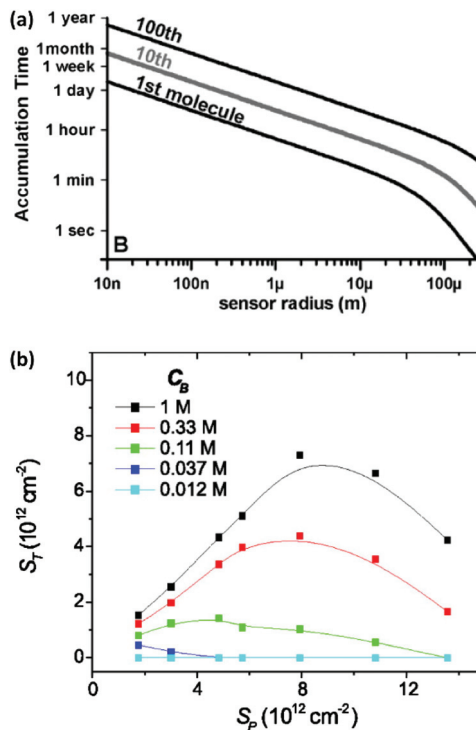 (a)
1 year
1month
1 week
1 day
1 hour
1 min
1 sec
Accumulation Time
100th
10th
1st molecule
B
10n 100n 1µ 10µ 100µ
sensor radius (m)
(b)
C_B
1 M
0.33 M
0.11 M
0.037 M
0.012 M
10
8
6
4
2
0
S_T (10^12 cm^-2)
0 4 8 12
S_P (10^12 cm^-2)